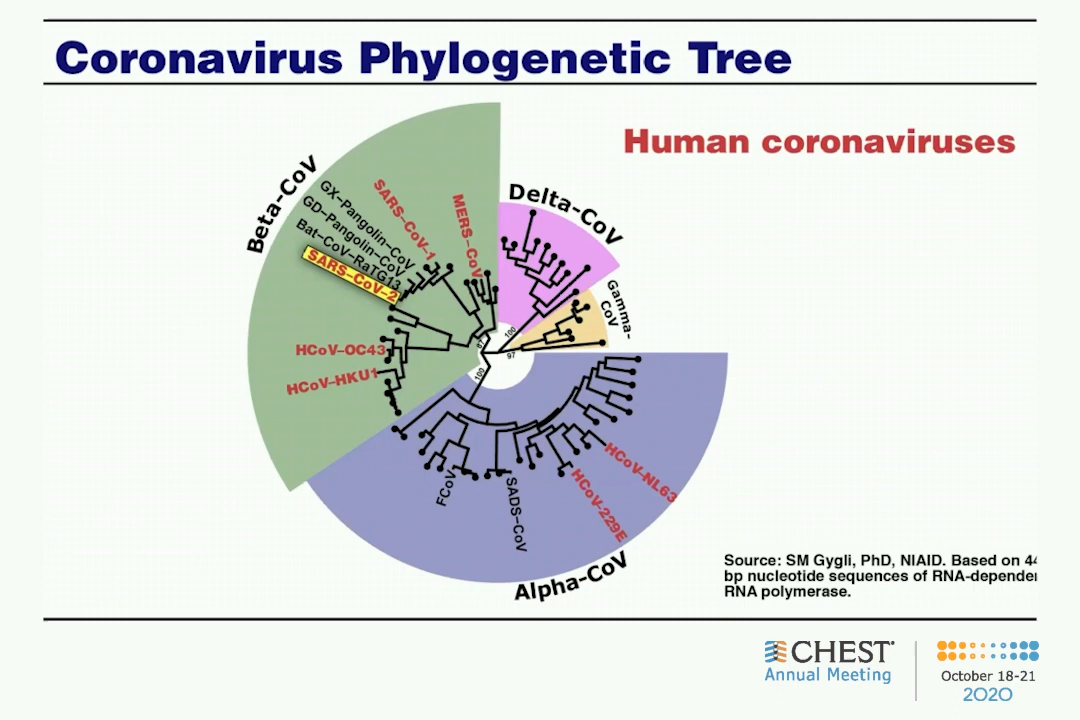 Coronavirus Phylogenetic Tree
Human coronaviruses
Beta-CoV
GX-Pangolin-CoV
GD-Pangolin-CoV
Bat-CoV-RaTG13
SARS-CoV-2
SARS-CoV-1
MERS-CoV
HCoV-OC43
HCoV-HKU1
Delta-CoV
Gamma-
CoV
100
87
97
100
FCoV
SADS-CoV
HCoV-229E
HCoV-NL63
Alpha-CoV
Source: SM Gygli, PhD, NIAID. Based on 44
bp nucleotide sequences of RNA-depender
RNA polymerase.
CHEST
Annual Meeting
October 18-21
2020